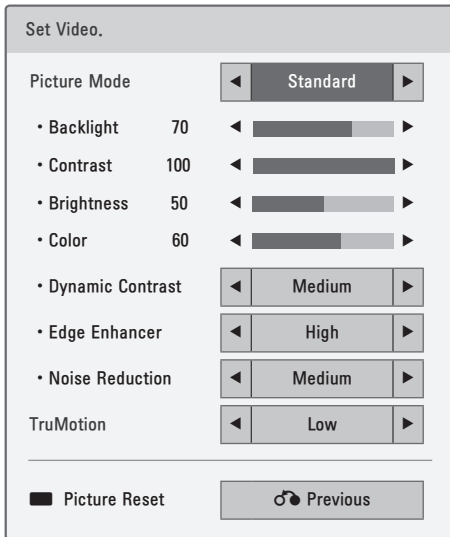 Set Video.
Picture Mode ◀ Standard ▶
• Backlight 70 ◀ ▶
• Contrast 100 ◀ ▶
• Brightness 50 ◀ ▶
• Color 60 ◀ ▶
• Dynamic Contrast ◀ Medium ▶
• Edge Enhancer ◀ High ▶
• Noise Reduction ◀ Medium ▶
TruMotion ◀ Low ▶
Picture Reset Previous